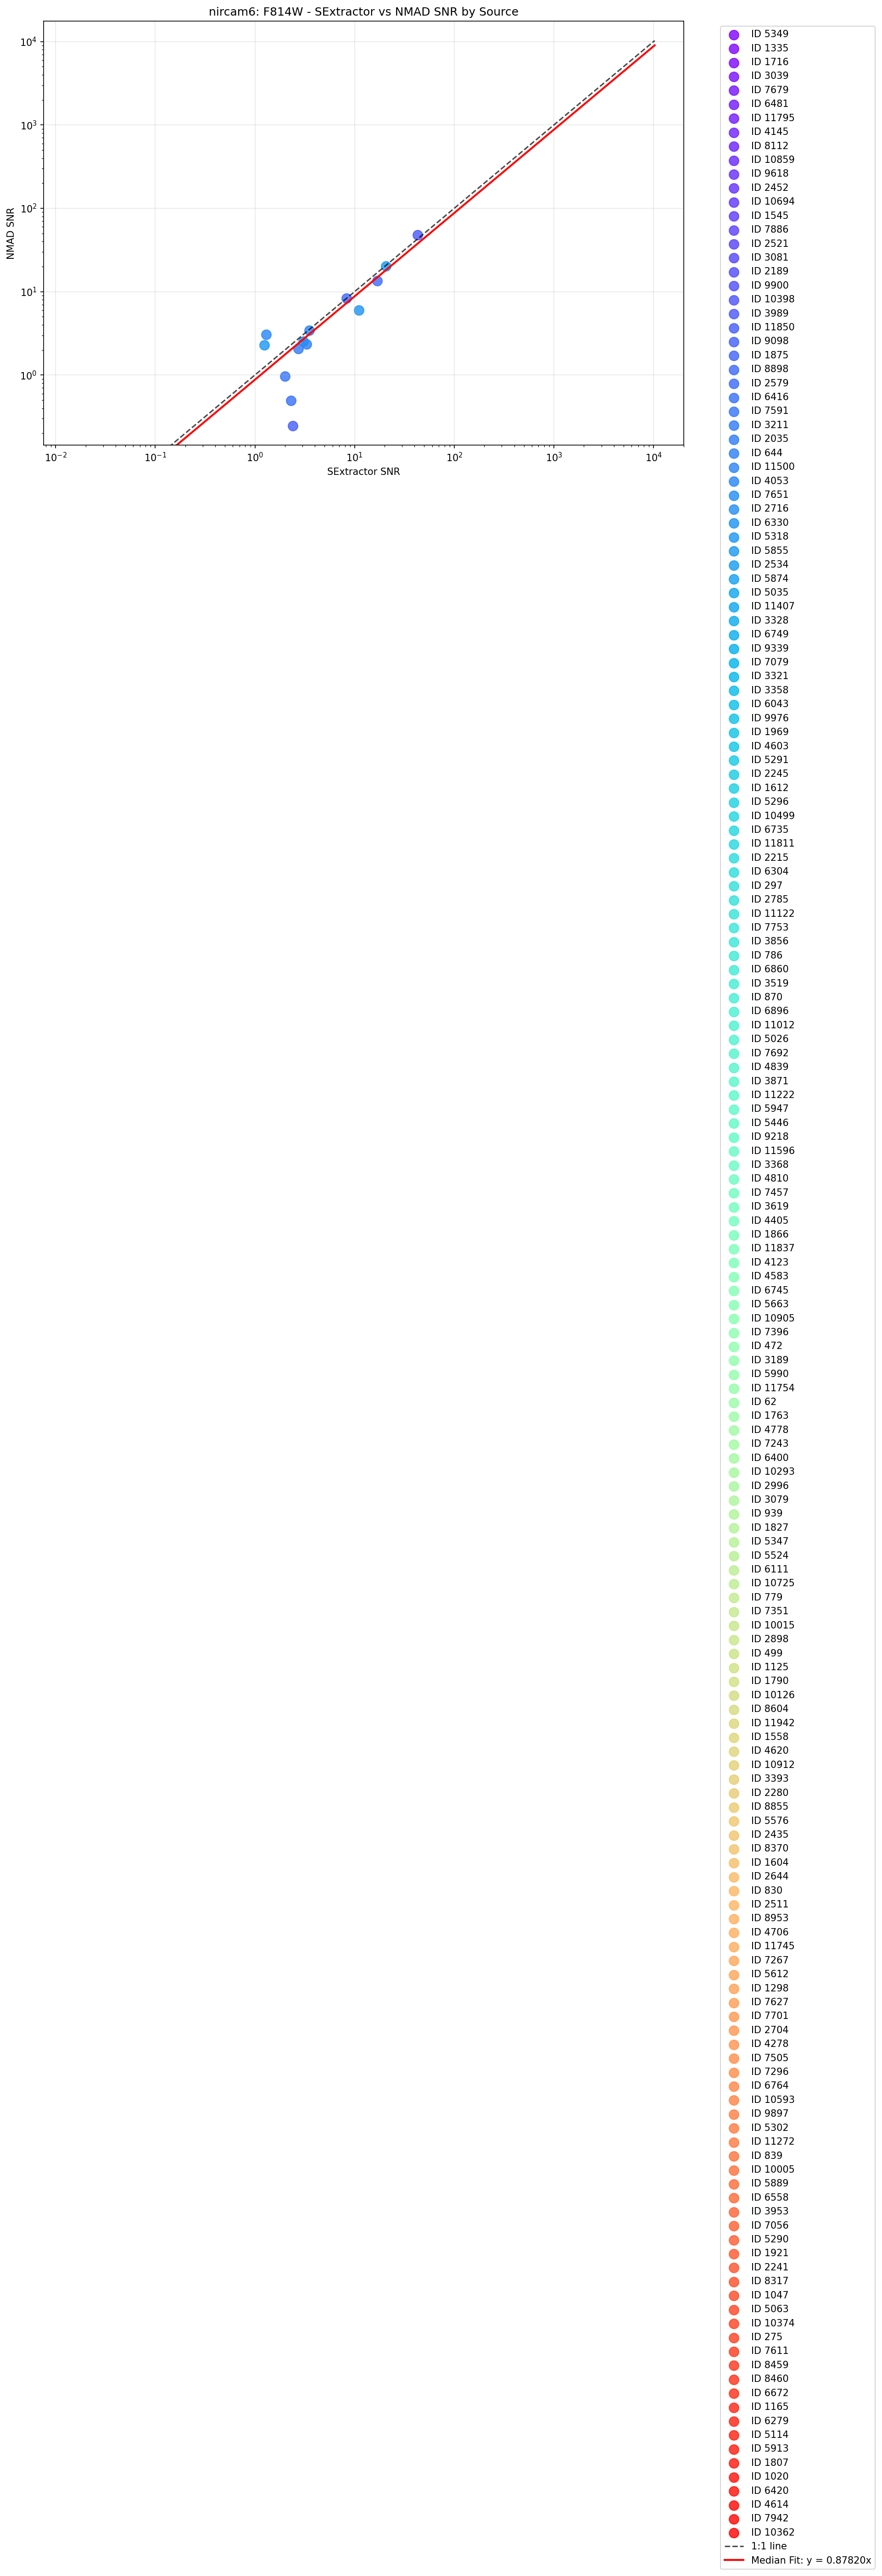 nircam6: F814W - SExtractor vs NMAD SNR by Source
NMAD SNR
10^4
10^3
10^2
10^1
10^0
10^-2
10^-1
10^0
10^1
10^2
10^3
10^4
SExtractor SNR
ID 5349
ID 1335
ID 1716
ID 3039
ID 7679
ID 6481
ID 11795
ID 4145
ID 8112
ID 10859
ID 9618
ID 2452
ID 10694
ID 1545
ID 7886
ID 2521
ID 3081
ID 2189
ID 9900
ID 10398
ID 3989
ID 11850
ID 9098
ID 1875
ID 8898
ID 2579
ID 6416
ID 7591
ID 3211
ID 2035
ID 644
ID 11500
ID 4053
ID 7651
ID 2716
ID 6330
ID 5318
ID 5855
ID 2534
ID 5874
ID 5035
ID 11407
ID 3328
ID 6749
ID 9339
ID 7079
ID 3321
ID 3358
ID 6043
ID 9976
ID 1969
ID 4603
ID 5291
ID 2245
ID 1612
ID 5296
ID 10499
ID 6735
ID 11811
ID 2215
ID 6304
ID 297
ID 2785
ID 11122
ID 7753
ID 3856
ID 786
ID 6860
ID 3519
ID 870
ID 6896
ID 11012
ID 5026
ID 7692
ID 4839
ID 3871
ID 11222
ID 5947
ID 5446
ID 9218
ID 11596
ID 3368
ID 4810
ID 7457
ID 3619
ID 4405
ID 1866
ID 11837
ID 4123
ID 4583
ID 6745
ID 5663
ID 10905
ID 7396
ID 472
ID 3189
ID 5990
ID 11754
ID 62
ID 1763
ID 4778
ID 7243
ID 6400
ID 10293
ID 2996
ID 3079
ID 939
ID 1827
ID 5347
ID 5524
ID 6111
ID 10725
ID 779
ID 7351
ID 10015
ID 2898
ID 499
ID 1125
ID 1790
ID 10126
ID 8604
ID 11942
ID 1558
ID 4620
ID 10912
ID 3393
ID 2280
ID 8855
ID 5576
ID 2435
ID 8370
ID 1604
ID 2644
ID 830
ID 2511
ID 8953
ID 4706
ID 11745
ID 7267
ID 5612
ID 1298
ID 7627
ID 7701
ID 2704
ID 4278
ID 7505
ID 7296
ID 6764
ID 10593
ID 9897
ID 5302
ID 11272
ID 839
ID 10005
ID 5889
ID 6558
ID 3953
ID 7056
ID 5290
ID 1921
ID 2241
ID 8317
ID 1047
ID 5063
ID 10374
ID 275
ID 7611
ID 8459
ID 8460
ID 6672
ID 1165
ID 6279
ID 5114
ID 5913
ID 1807
ID 1020
ID 6420
ID 4614
ID 7942
ID 10362
1:1 line
Median Fit: y = 0.87820x